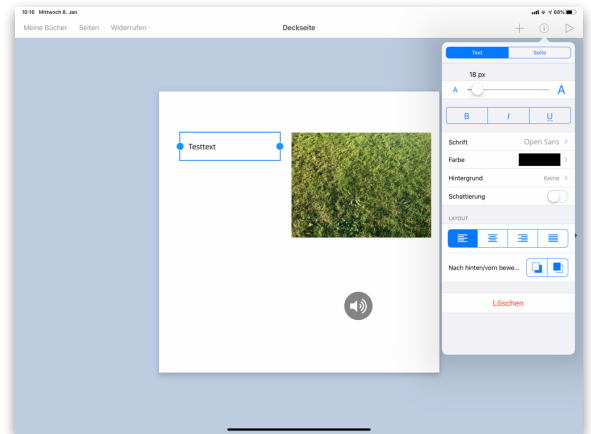 10:16 Mittwoch 8. Jan.
68%
Meine Bücher Seiten Widerrufen
Deckseite
Text Seite
18 px
A A
B I U
Schrift Open Sans
Farbe
Hintergrund Keine
Schattierung
LAYOUT
Nach hinten/vorn bewe...
Löschen
Testtext